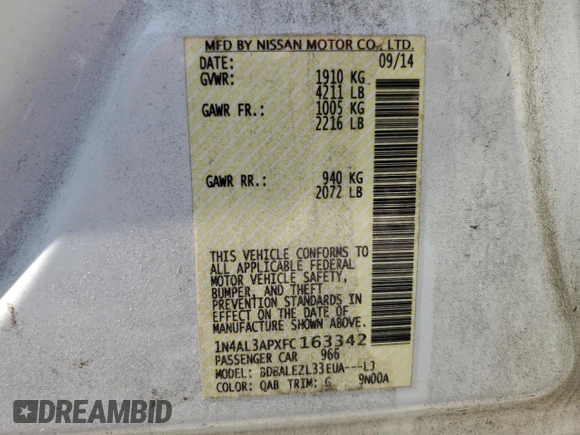 MFD BY NISSAN MOTOR CO., LTD.
DATE: 09/14
GVWR: 1910 KG
4211 LB
GAWR FR.: 1005 KG
2216 LB
GAWR RR.: 940 KG
2072 LB
THIS VEHICLE CONFORMS TO
ALL APPLICABLE FEDERAL
MOTOR VEHICLE SAFETY,
BUMPER, AND THEFT
PREVENTION STANDARDS IN
EFFECT ON THE DATE OF
MANUFACTURE SHOWN ABOVE.
1N4AL3APXFC163342
PASSENGER CAR 966
MODEL: BDBALEZL33EUA---LJ
COLOR: QAB TRIM: G 9N00A
EPICVIN